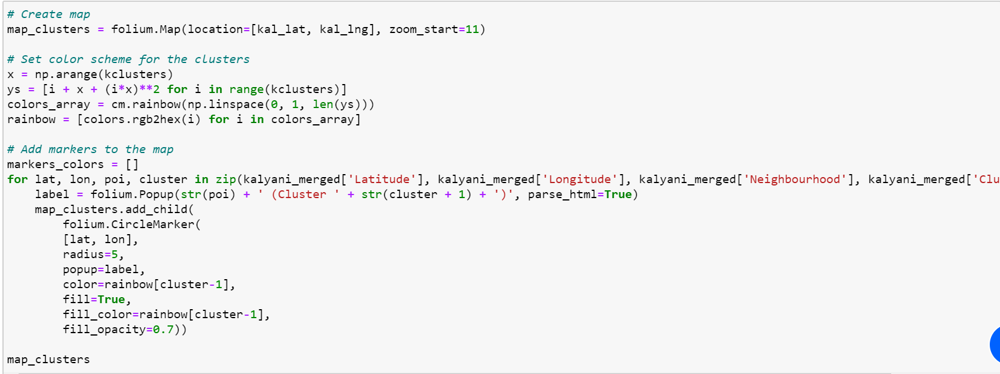 # Create map
map_clusters = folium.Map(location=[kal_lat, kal_lng], zoom_start=11)
# Set color scheme for the clusters
x = np.arange(kclusters)
ys = [i + x + (i*x)**2 for i in range(kclusters)]
colors_array = cm.rainbow(np.linspace(0, 1, len(ys)))
rainbow = [colors.rgb2hex(i) for i in colors_array]
# Add markers to the map
markers_colors = []
for lat, lon, poi, cluster in zip(kalyani_merged['Latitude'], kalyani_merged['Longitude'], kalyani_merged['Neighbourhood'], kalyani_merged['Clu
    label = folium.Popup(str(poi) + ' (Cluster ' + str(cluster + 1) + ')', parse_html=True)
    map_clusters.add_child(
        folium.CircleMarker(
        [lat, lon],
        radius=5,
        popup=label,
        color=rainbow[cluster-1],
        fill=True,
        fill_color=rainbow[cluster-1],
        fill_opacity=0.7))
map_clusters